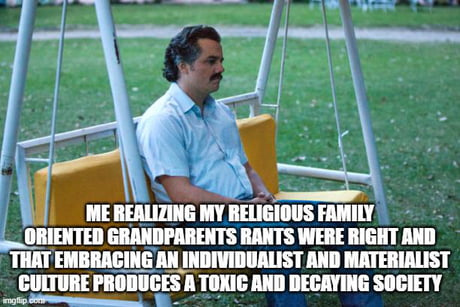 ME REALIZING MY RELIGIOUS FAMILY
ORIENTED GRANDPARENTS RANTS WERE RIGHT AND
THAT EMBRACING AN INDIVIDUALIST AND MATERIALIST
CULTURE PRODUCES A TOXIC AND DECAYING SOCIETY
imgflip.com